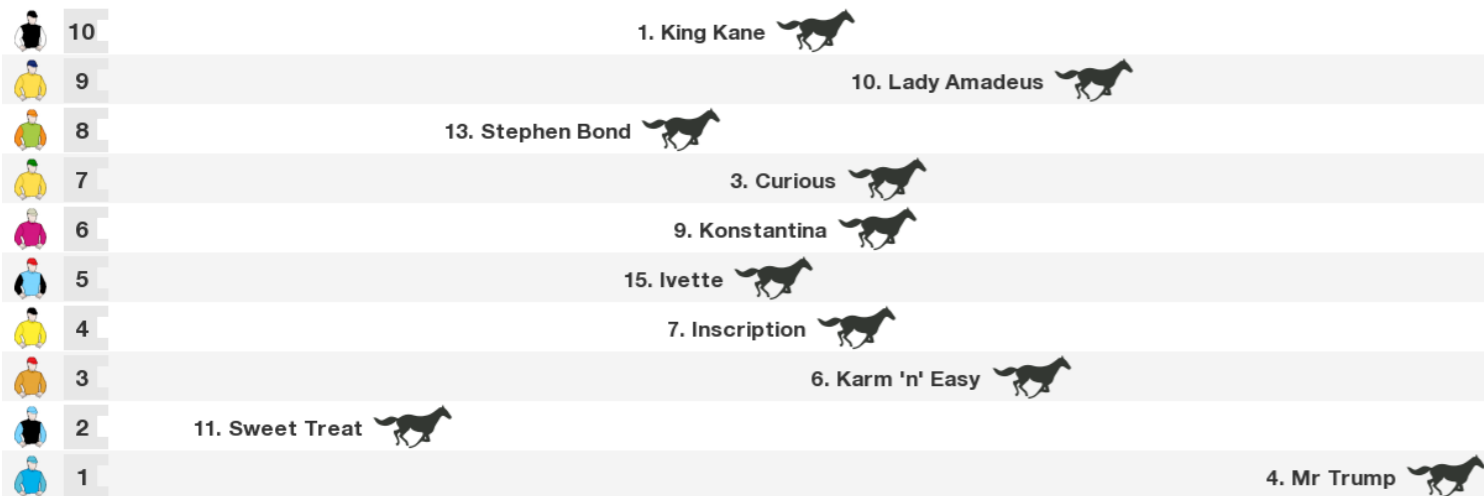 10 1. King Kane
9 10. Lady Amadeus
8 13. Stephen Bond
7 3. Curious
6 9. Konstantina
5 15. Ivette
4 7. Inscription
3 6. Karm 'n' Easy
2 11. Sweet Treat
1 4. Mr Trump